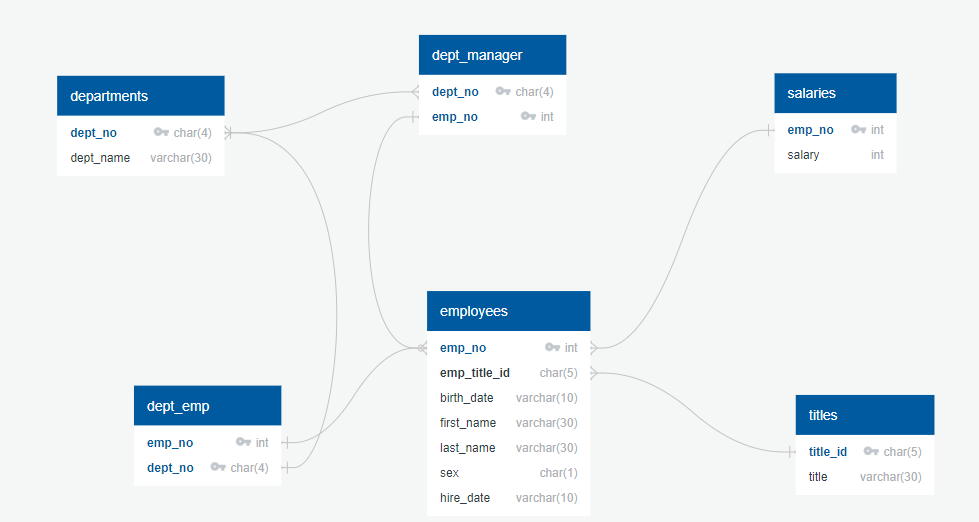 dept_manager
dept_no char(4)
emp_no int
departments
dept_no char(4)
dept_name varchar(30)
salaries
emp_no int
salary int
employees
emp_no int
emp_title_id char(5)
birth_date varchar(10)
first_name varchar(30)
last_name varchar(30)
sex char(1)
hire_date varchar(10)
dept_emp
emp_no int
dept_no char(4)
titles
title_id char(5)
title varchar(30)